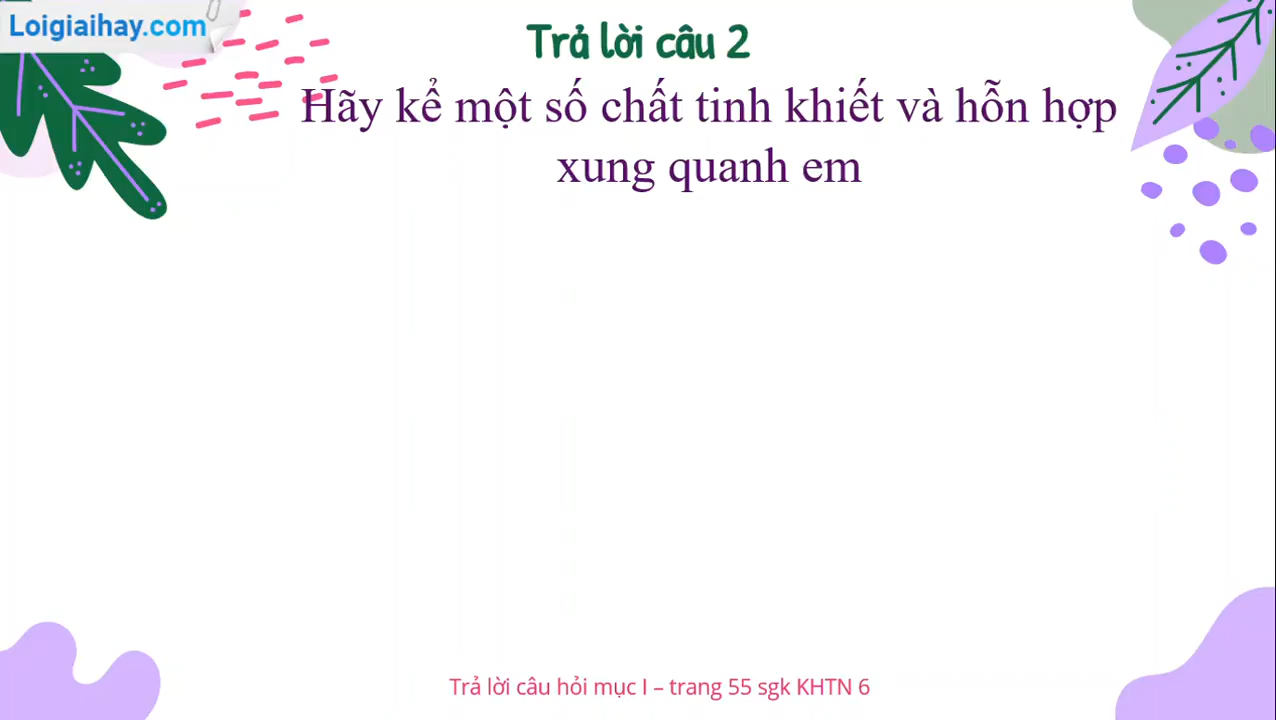 Loigiaihay.com
Trả lời câu 2
Hãy kể một số chất tinh khiết và hỗn hợp
xung quanh em
Trả lời câu hỏi mục I – trang 55 sgk KHTN 6